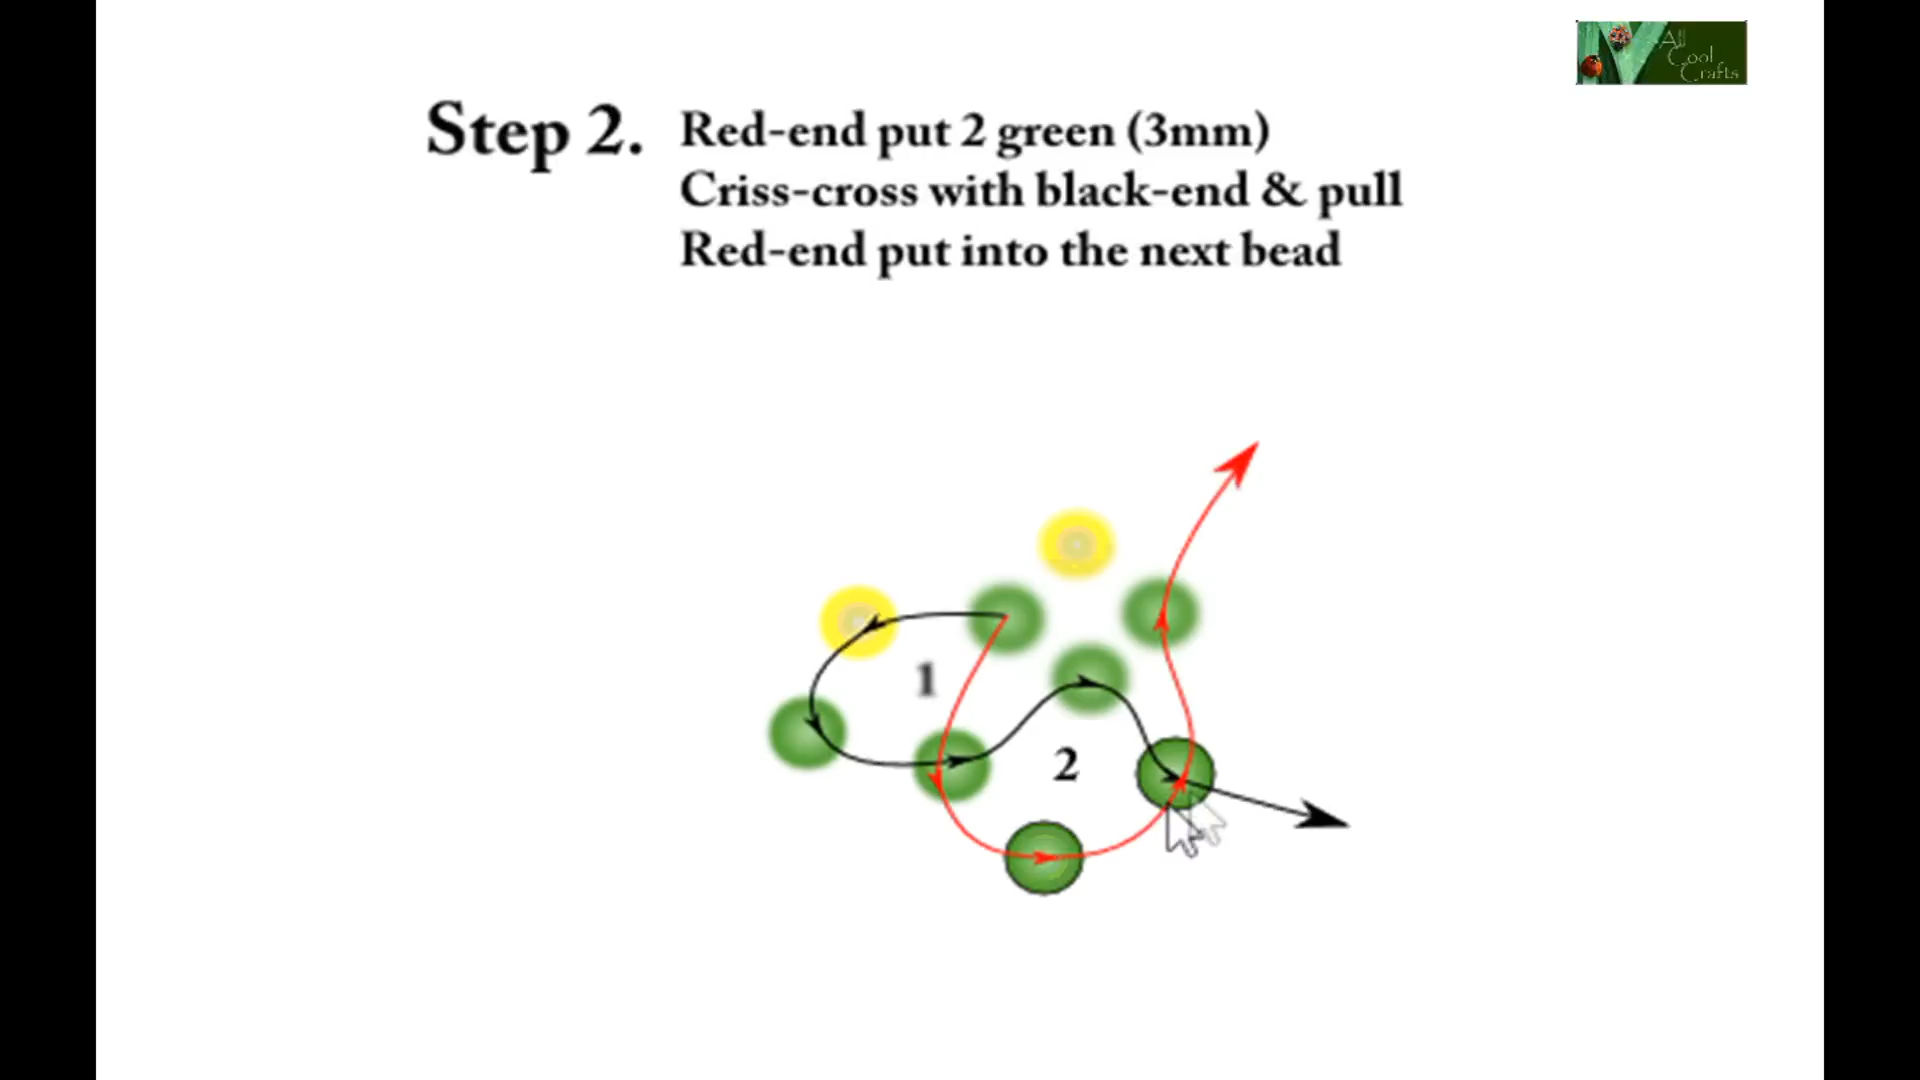 All
Cool
Crafts
Step 2.
Red-end put 2 green (3mm)
Criss-cross with black-end & pull
Red-end put into the next bead
1
2